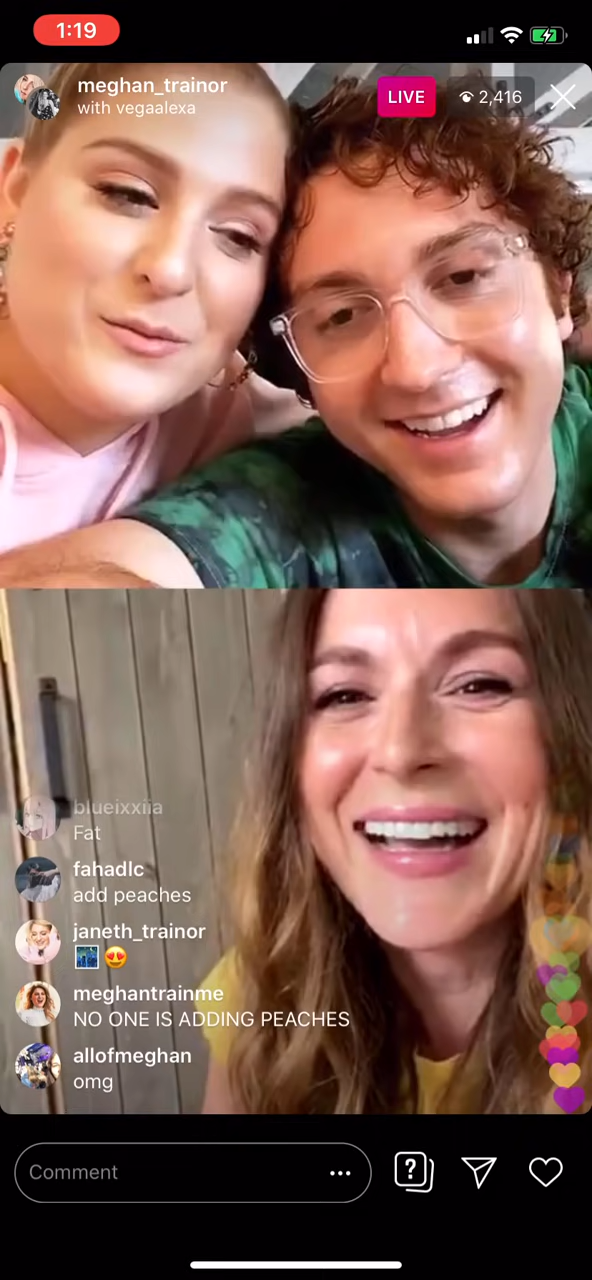 1:19
meghan_trainor
with vegaalexa
LIVE
2,416
blueixxiia
Fat
fahadlc
add peaches
janeth_trainor
🌃😍
meghantrainme
NO ONE IS ADDING PEACHES
allofmeghan
omg
Comment